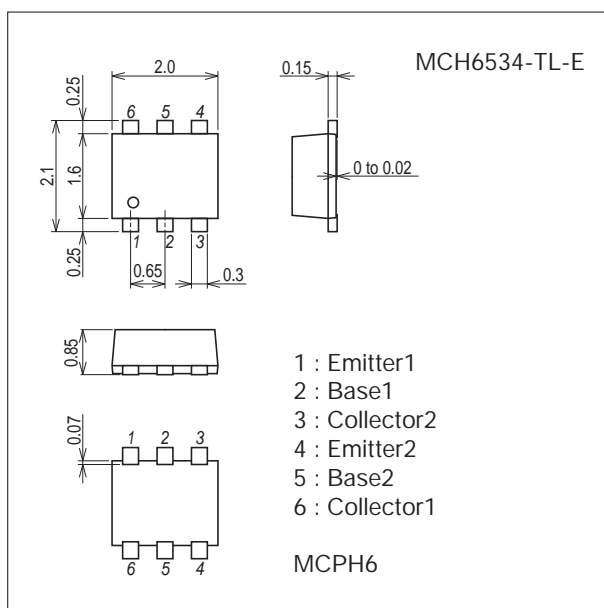 MCH6534-TL-E
2.0
0.15
0.25
6 5 4
2.1
1.6
0 to 0.02
0.25
1 2 3
0.65
0.3
0.85
1 : Emitter1
2 : Base1
3 : Collector2
4 : Emitter2
5 : Base2
6 : Collector1
0.07
1 2 3
6 5 4
MCPH6